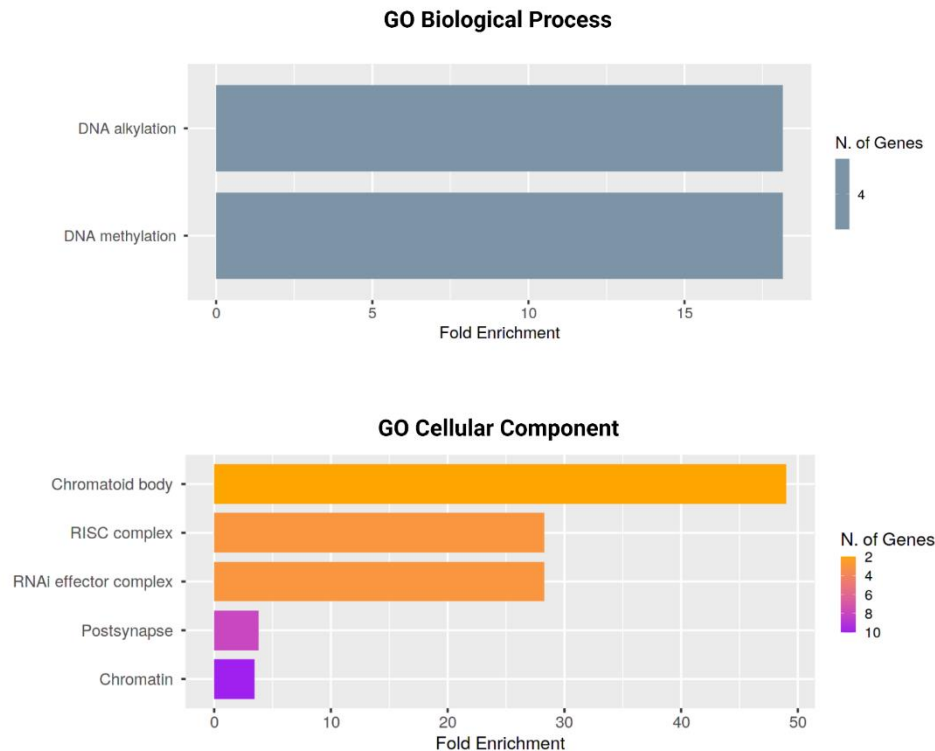 GO Biological Process
DNA alkylation
DNA methylation
0 5 10 15
Fold Enrichment
N. of Genes
4
GO Cellular Component
Chromatoid body
RISC complex
RNAi effector complex
Postsynapse
Chromatin
0 10 20 30 40 50
Fold Enrichment
N. of Genes
2
4
6
8
10